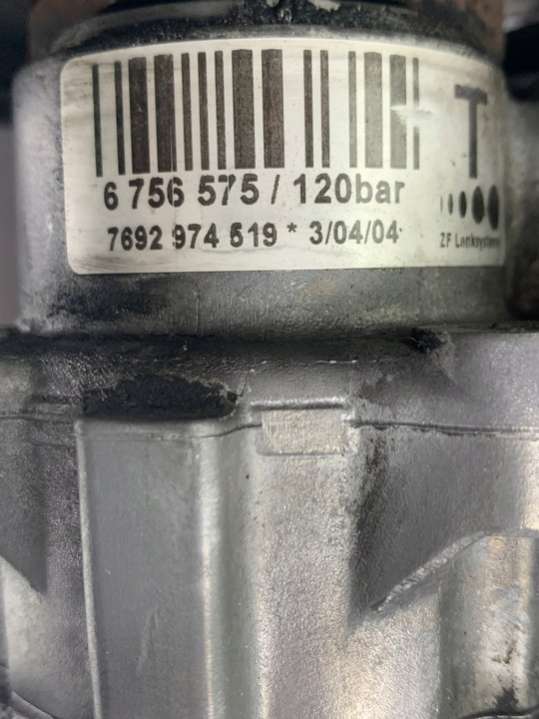 T
6 756 575 / 120bar
7692 974 519 * 3/04/04
ZF Lenksysteme